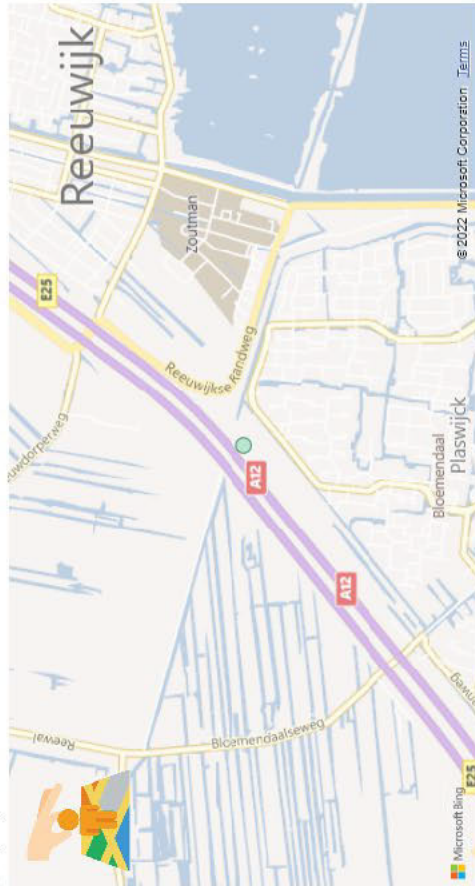 Reeuwijk
E25
Zoutman
Reeuwijkse Randweg
A12
Bloemendaal
Plaswijck
A12
Reewal
Bloemendaalseweg
E25
Microsoft Bing
© 2022 Microsoft Corporation Terms